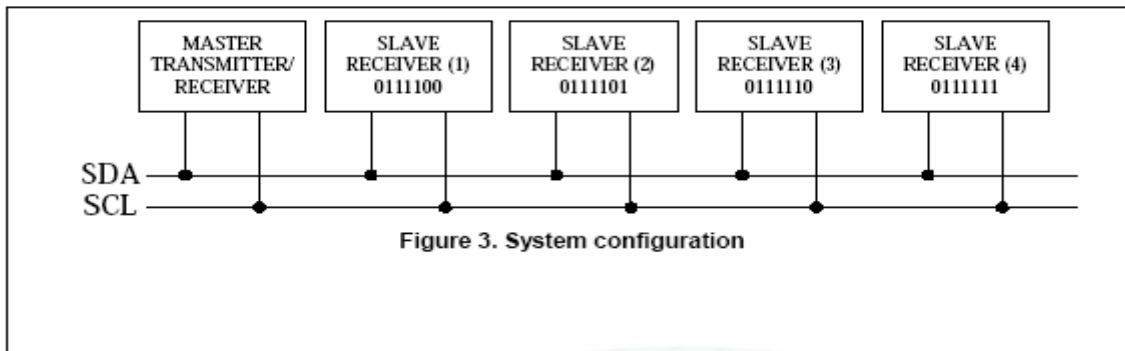 MASTER
TRANSMITTER/
RECEIVER
SLAVE
RECEIVER (1)
0111100
SLAVE
RECEIVER (2)
0111101
SLAVE
RECEIVER (3)
0111110
SLAVE
RECEIVER (4)
0111111
SDA
SCL
Figure 3. System configuration